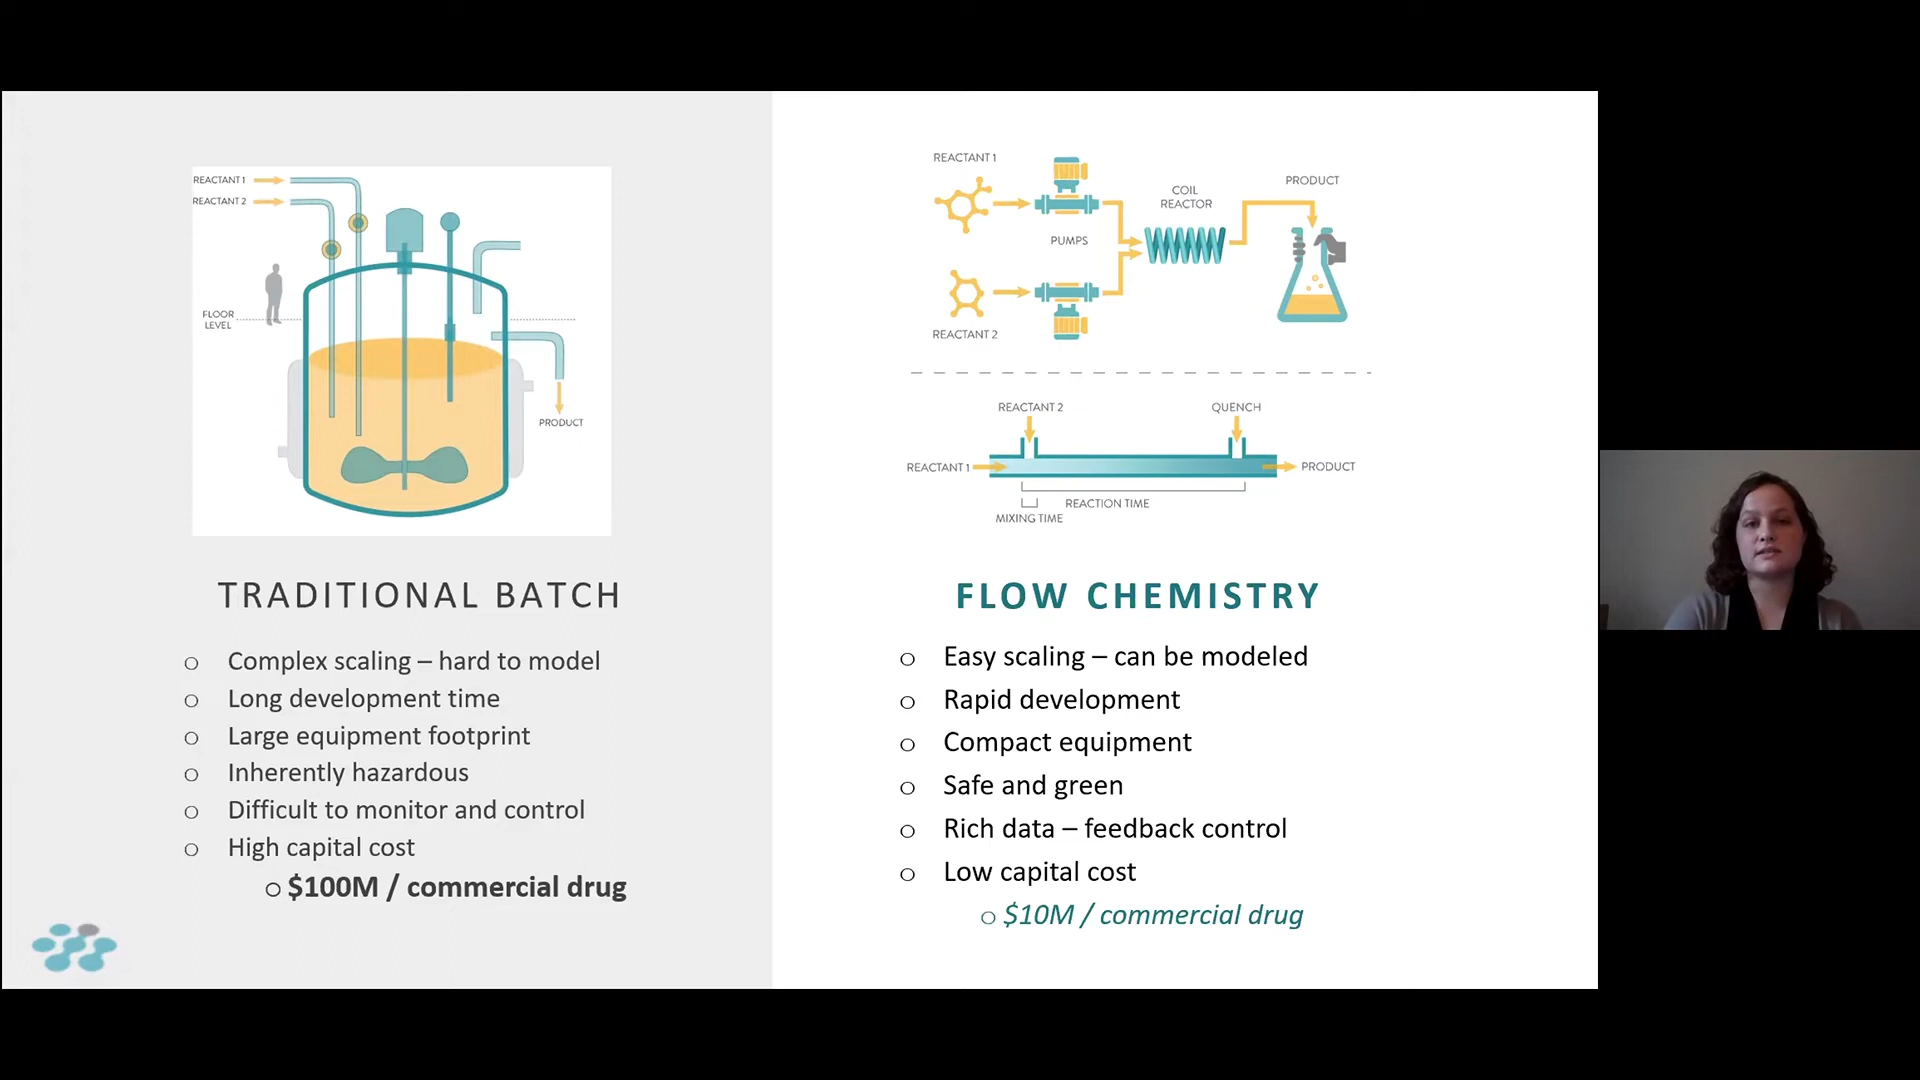 REACTANT 1
REACTANT 2
FLOOR
LEVEL
PRODUCT
TRADITIONAL BATCH
o Complex scaling – hard to model
o Long development time
o Large equipment footprint
o Inherently hazardous
o Difficult to monitor and control
o High capital cost
o $100M / commercial drug
REACTANT 1
PUMPS
COIL
REACTOR
PRODUCT
REACTANT 2
REACTANT 2
QUENCH
REACTANT 1
PRODUCT
REACTION TIME
MIXING TIME
FLOW CHEMISTRY
o Easy scaling – can be modeled
o Rapid development
o Compact equipment
o Safe and green
o Rich data – feedback control
o Low capital cost
o $10M / commercial drug